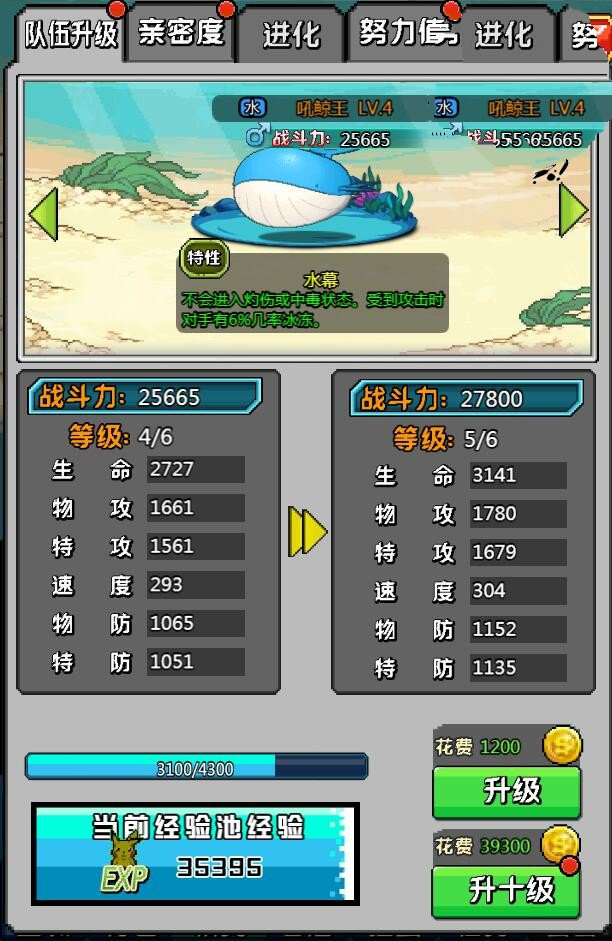 队伍升级 亲密度 进化 努力值 进化 努
水 吼鲸王 LV.4 水 吼鲸王 LV.4
战斗力: 25665
特性
水幕
不会进入灼伤或中毒状态。受到攻击时
对手有6%几率冰冻。
战斗力: 25665
等级: 4/6
生命 2727
物攻 1661
特攻 1561
速度 293
物防 1065
特防 1051
战斗力: 27800
等级: 5/6
生命 3141
物攻 1780
特攻 1679
速度 304
物防 1152
特防 1135
3100/4300
当前经验池经验
EXP 35395
花费 1200
升级
花费 39300
升十级